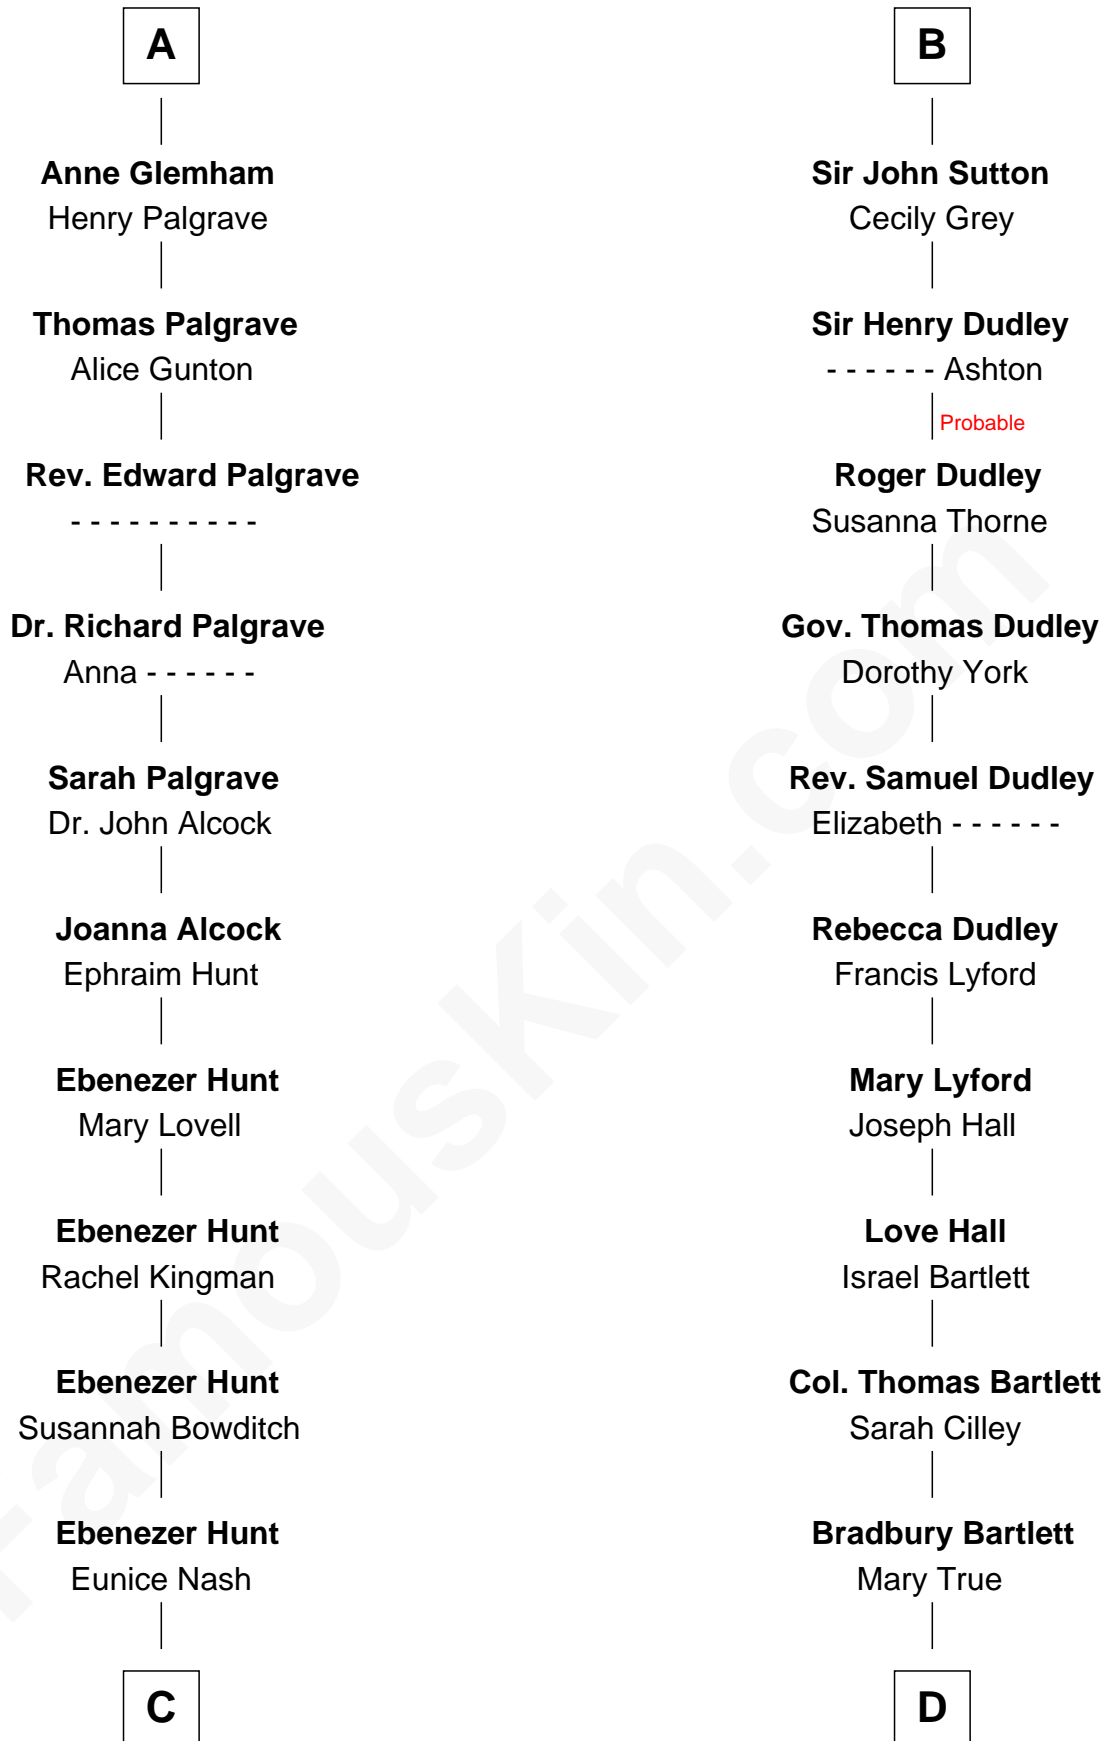 A
Anne Glemham
Henry Palgrave
Thomas Palgrave
Alice Gunton
Rev. Edward Palgrave
- - - - - - - - - -
Dr. Richard Palgrave
Anna - - - - - -
Sarah Palgrave
Dr. John Alcock
Joanna Alcock
Ephraim Hunt
Ebenezer Hunt
Mary Lovell
Ebenezer Hunt
Rachel Kingman
Ebenezer Hunt
Susannah Bowditch
Ebenezer Hunt
Eunice Nash
C
B
Sir John Sutton
Cecily Grey
Sir Henry Dudley
- - - - - - Ashton
Probable
Roger Dudley
Susanna Thorne
Gov. Thomas Dudley
Dorothy York
Rev. Samuel Dudley
Elizabeth - - - - - -
Rebecca Dudley
Francis Lyford
Mary Lyford
Joseph Hall
Love Hall
Israel Bartlett
Col. Thomas Bartlett
Sarah Cilley
Bradbury Bartlett
Mary True
D
FamousKin.com